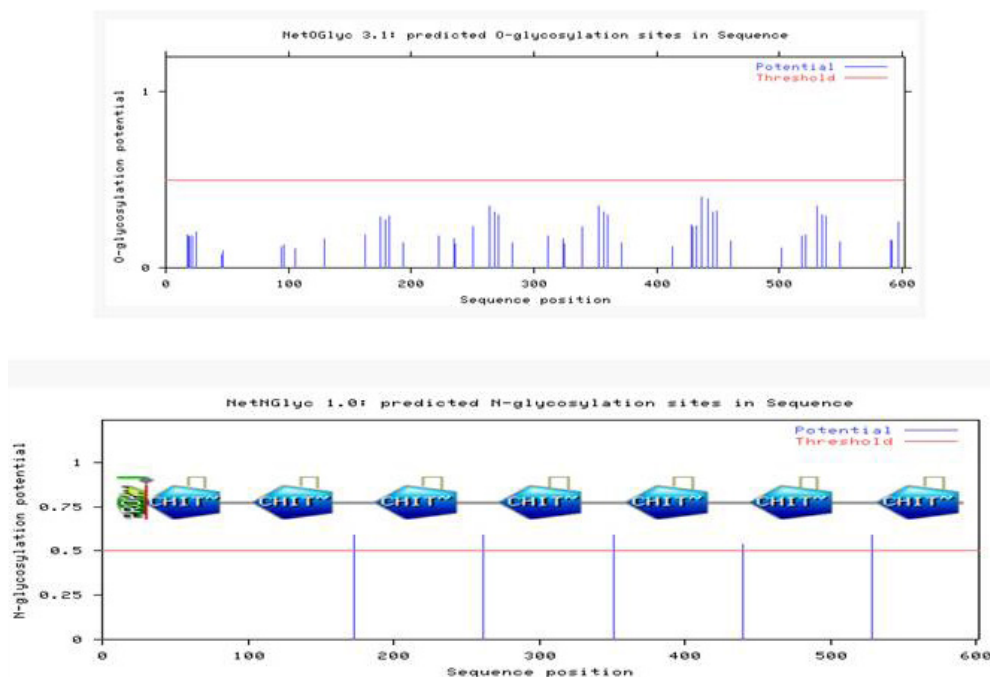 NetOGlyc 3.1: predicted O-glycosylation sites in Sequence
Potential
Threshold
1
O-glycosylation potential
0
0 100 200 300 400 500 600
Sequence position
NetNGlyc 1.0: predicted N-glycosylation sites in Sequence
Potential
Threshold
1
CHIT~ CHIT~ CHIT~ CHIT~ CHIT~ CHIT~ CHIT~
0.75
N-glycosylation potential
0.5
0.25
0
0 100 200 300 400 500 600
Sequence position